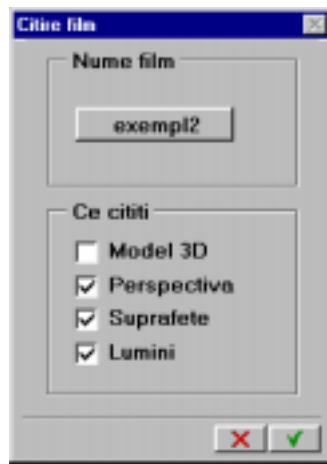 Citire film
Nume film
exempl2
Ce cititi
Model 3D
Perspectiva
Suprafete
Lumini